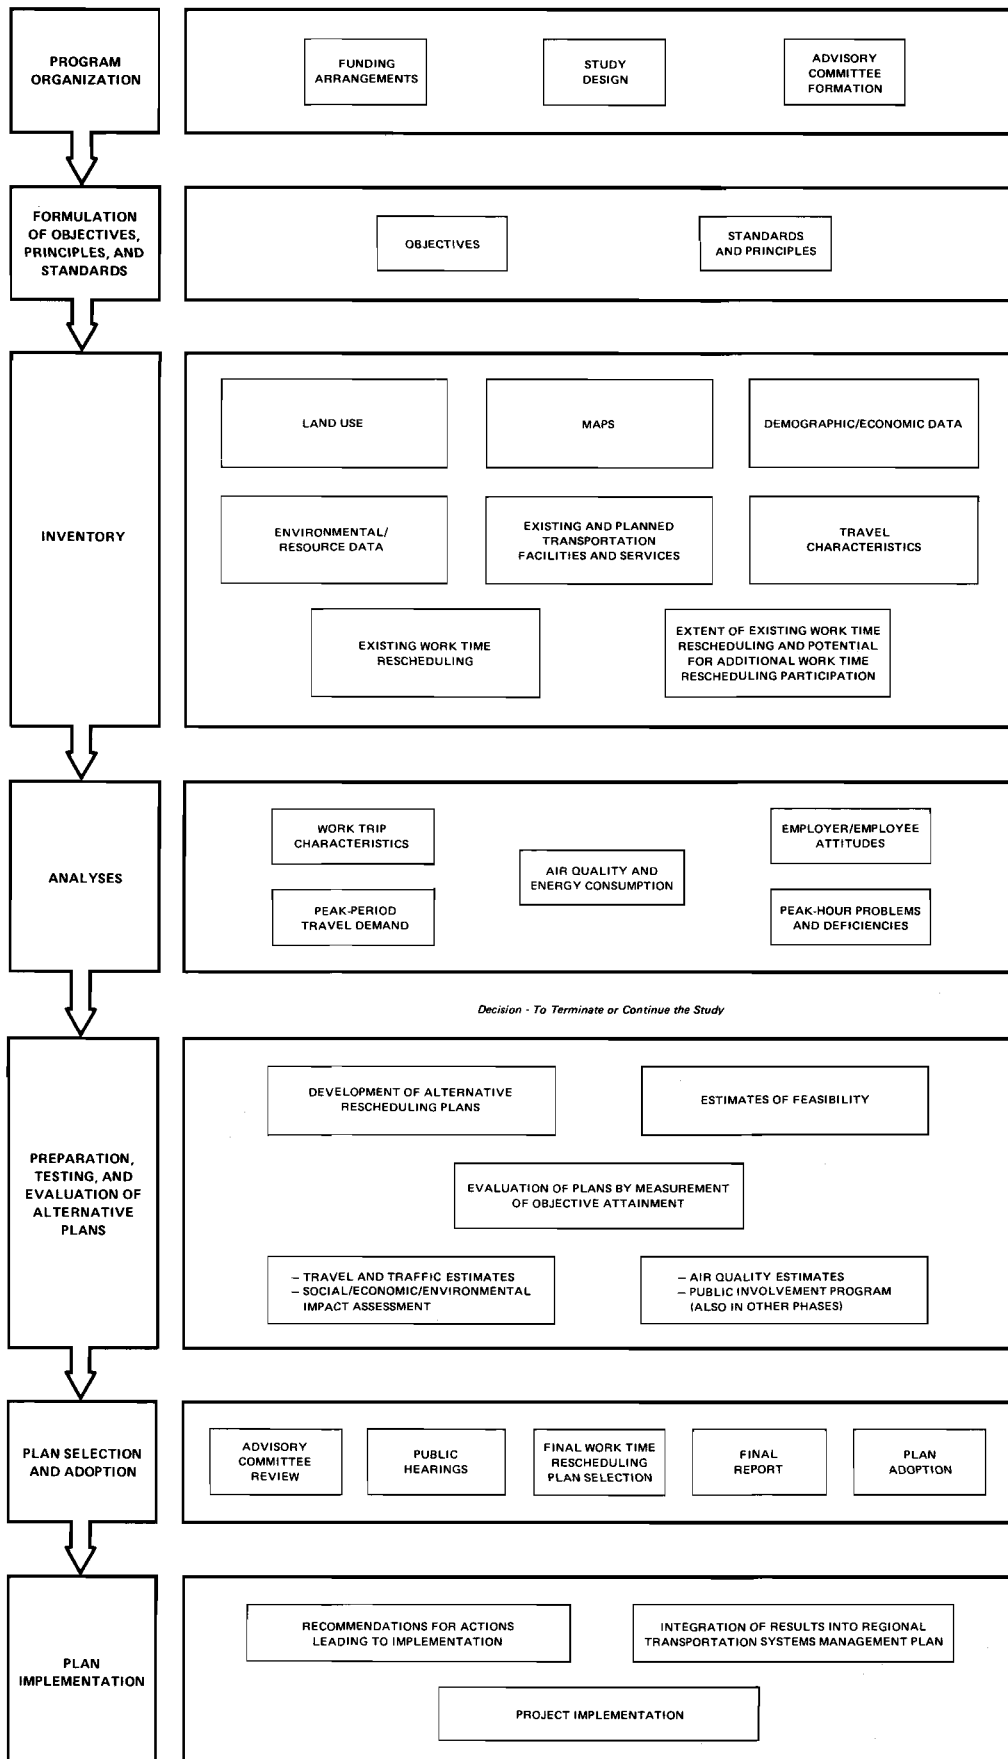 PROGRAM
ORGANIZATION
FUNDING
ARRANGEMENTS
STUDY
DESIGN
ADVISORY
COMMITTEE
FORMATION
FORMULATION
OF OBJECTIVES,
PRINCIPLES, AND
STANDARDS
OBJECTIVES
STANDARDS
AND PRINCIPLES
INVENTORY
LAND USE
MAPS
DEMOGRAPHIC/ECONOMIC DATA
ENVIRONMENTAL/
RESOURCE DATA
EXISTING AND PLANNED
TRANSPORTATION
FACILITIES AND SERVICES
TRAVEL
CHARACTERISTICS
EXISTING WORK TIME
RESCHEDULING
EXTENT OF EXISTING WORK TIME
RESCHEDULING AND POTENTIAL
FOR ADDITIONAL WORK TIME
RESCHEDULING PARTICIPATION
ANALYSES
WORK TRIP
CHARACTERISTICS
PEAK-PERIOD
TRAVEL DEMAND
AIR QUALITY AND
ENERGY CONSUMPTION
EMPLOYER/EMPLOYEE
ATTITUDES
PEAK-HOUR PROBLEMS
AND DEFICIENCIES
Decision - To Terminate or Continue the Study
PREPARATION,
TESTING, AND
EVALUATION OF
ALTERNATIVE
PLANS
DEVELOPMENT OF ALTERNATIVE
RESCHEDULING PLANS
ESTIMATES OF FEASIBILITY
EVALUATION OF PLANS BY MEASUREMENT
OF OBJECTIVE ATTAINMENT
– TRAVEL AND TRAFFIC ESTIMATES
– SOCIAL/ECONOMIC/ENVIRONMENTAL
IMPACT ASSESSMENT
– AIR QUALITY ESTIMATES
– PUBLIC INVOLVEMENT PROGRAM
(ALSO IN OTHER PHASES)
PLAN SELECTION
AND ADOPTION
ADVISORY
COMMITTEE
REVIEW
PUBLIC
HEARINGS
FINAL WORK TIME
RESCHEDULING
PLAN SELECTION
FINAL
REPORT
PLAN
ADOPTION
PLAN
IMPLEMENTATION
RECOMMENDATIONS FOR ACTIONS
LEADING TO IMPLEMENTATION
INTEGRATION OF RESULTS INTO REGIONAL
TRANSPORTATION SYSTEMS MANAGEMENT PLAN
PROJECT IMPLEMENTATION